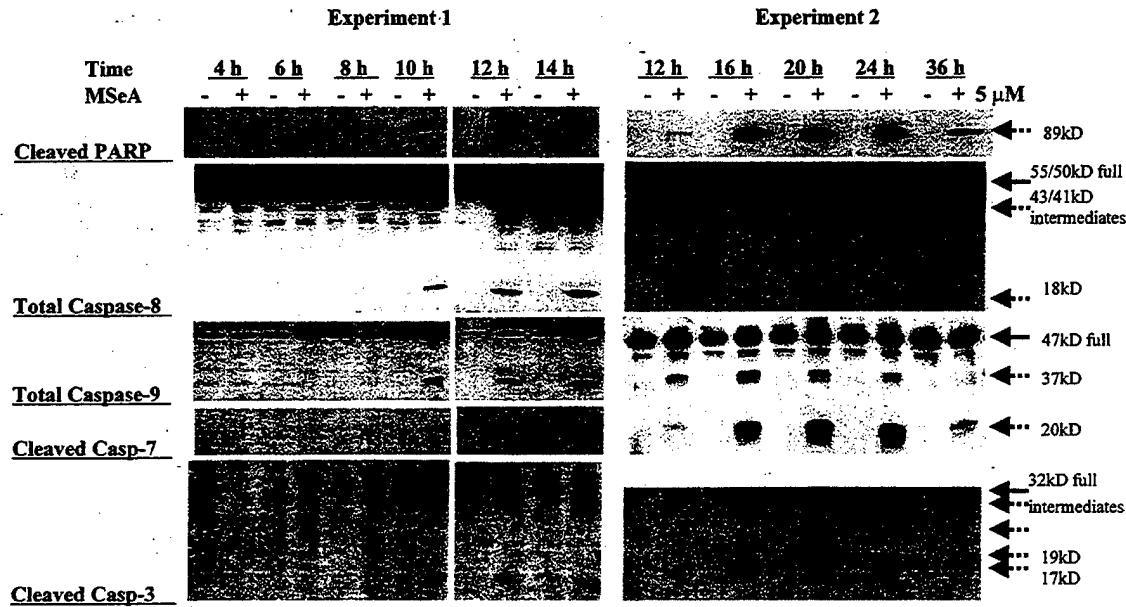 Experiment 1
Experiment 2
Time 4 h 6 h 8 h 10 h 12 h 14 h 12 h 16 h 20 h 24 h 36 h
MSeA - + - + - + - + - + - + - + - + - + - + - + 5 µM
Cleaved PARP
89kD
55/50kD full
43/41kD
intermediates
18kD
Total Caspase-8
47kD full
37kD
Total Caspase-9
20kD
Cleaved Casp-7
32kD full
intermediates
19kD
17kD
Cleaved Casp-3